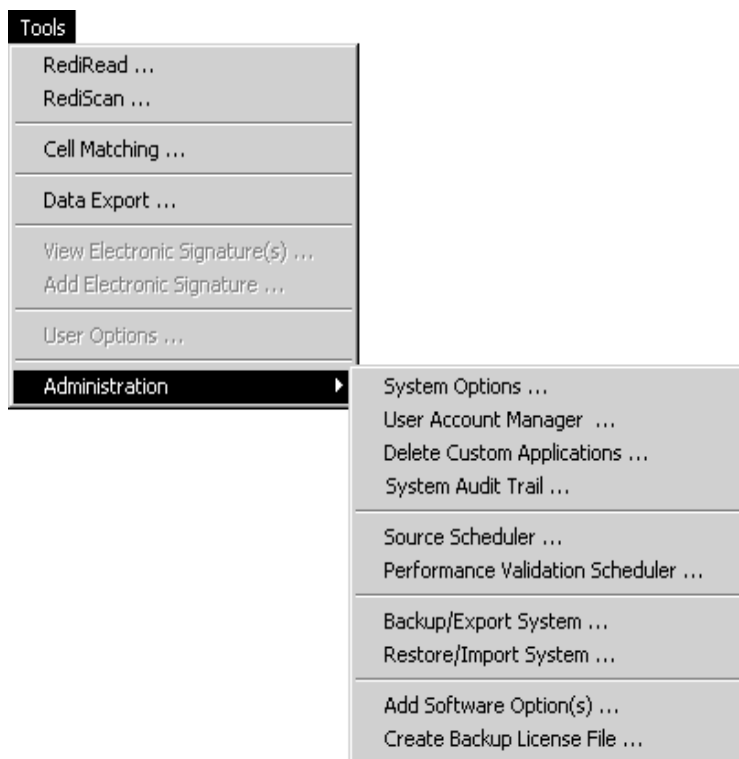 Tools
RediRead ...
RediScan ...
Cell Matching ...
Data Export ...
View Electronic Signature(s) ...
Add Electronic Signature ...
User Options ...
Administration
System Options ...
User Account Manager ...
Delete Custom Applications ...
System Audit Trail ...
Source Scheduler ...
Performance Validation Scheduler ...
Backup/Export System ...
Restore/Import System ...
Add Software Option(s) ...
Create Backup License File ...